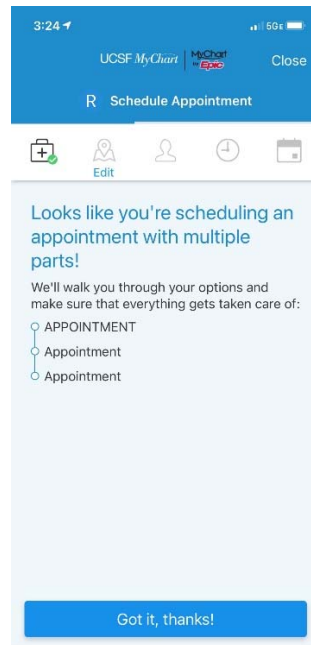 3:24 5GE
UCSF MyChart MyChart by Epic Close
R Schedule Appointment
Edit
Looks like you're scheduling an
appointment with multiple
parts!
We'll walk you through your options and
make sure that everything gets taken care of:
APPOINTMENT
Appointment
Appointment
Got it, thanks!